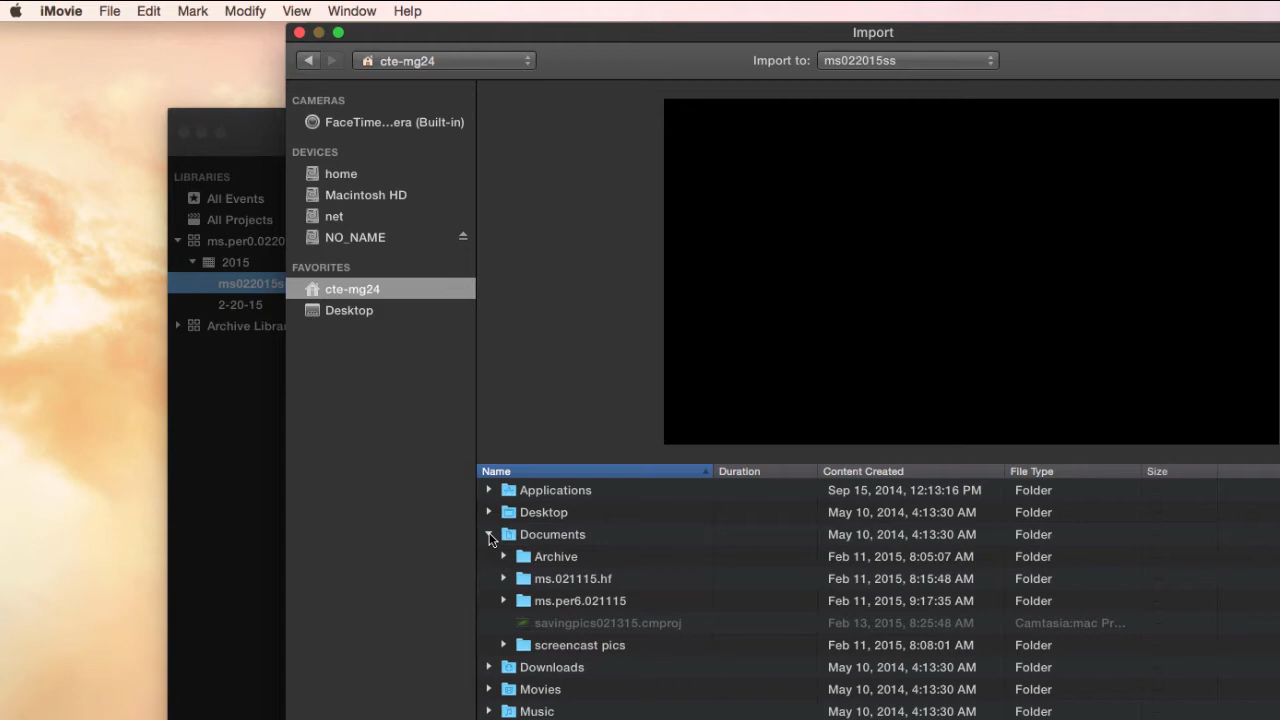 iMovie File Edit Mark Modify View Window Help
Import
cte-mg24 Import to: ms022015ss
CAMERAS
FaceTime...era (Built-in)
DEVICES
home
Macintosh HD
net
NO_NAME
FAVORITES
cte-mg24
Desktop
LIBRARIES
All Events
All Projects
ms.per0.0220
2015
ms022015s
2-20-15
Archive Libra
Name Duration Content Created File Type Size
Applications Sep 15, 2014, 12:13:16 PM Folder
Desktop May 10, 2014, 4:13:30 AM Folder
Documents May 10, 2014, 4:13:30 AM Folder
Archive Feb 11, 2015, 8:05:07 AM Folder
ms.021115.hf Feb 11, 2015, 8:15:48 AM Folder
ms.per6.021115 Feb 11, 2015, 9:17:35 AM Folder
savingpics021315.cmproj Feb 13, 2015, 8:25:48 AM Camtasia:mac Pr...
screencast pics Feb 11, 2015, 8:08:01 AM Folder
Downloads May 10, 2014, 4:13:30 AM Folder
Movies May 10, 2014, 4:13:30 AM Folder
Music May 10, 2014, 4:13:30 AM Folder